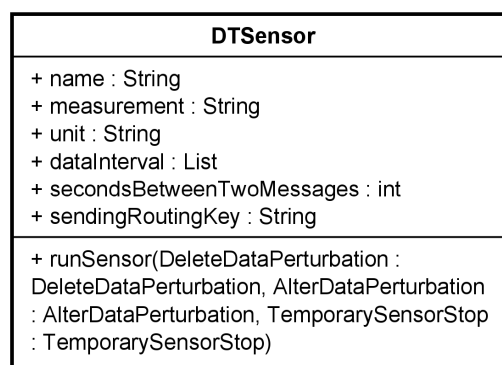 DTSensor
+ name : String
+ measurement : String
+ unit : String
+ dataInterval : List
+ secondsBetweenTwoMessages : int
+ sendingRoutingKey : String
+ runSensor(DeleteDataPerturbation :
DeleteDataPerturbation, AlterDataPerturbation
: AlterDataPerturbation, TemporarySensorStop
: TemporarySensorStop)